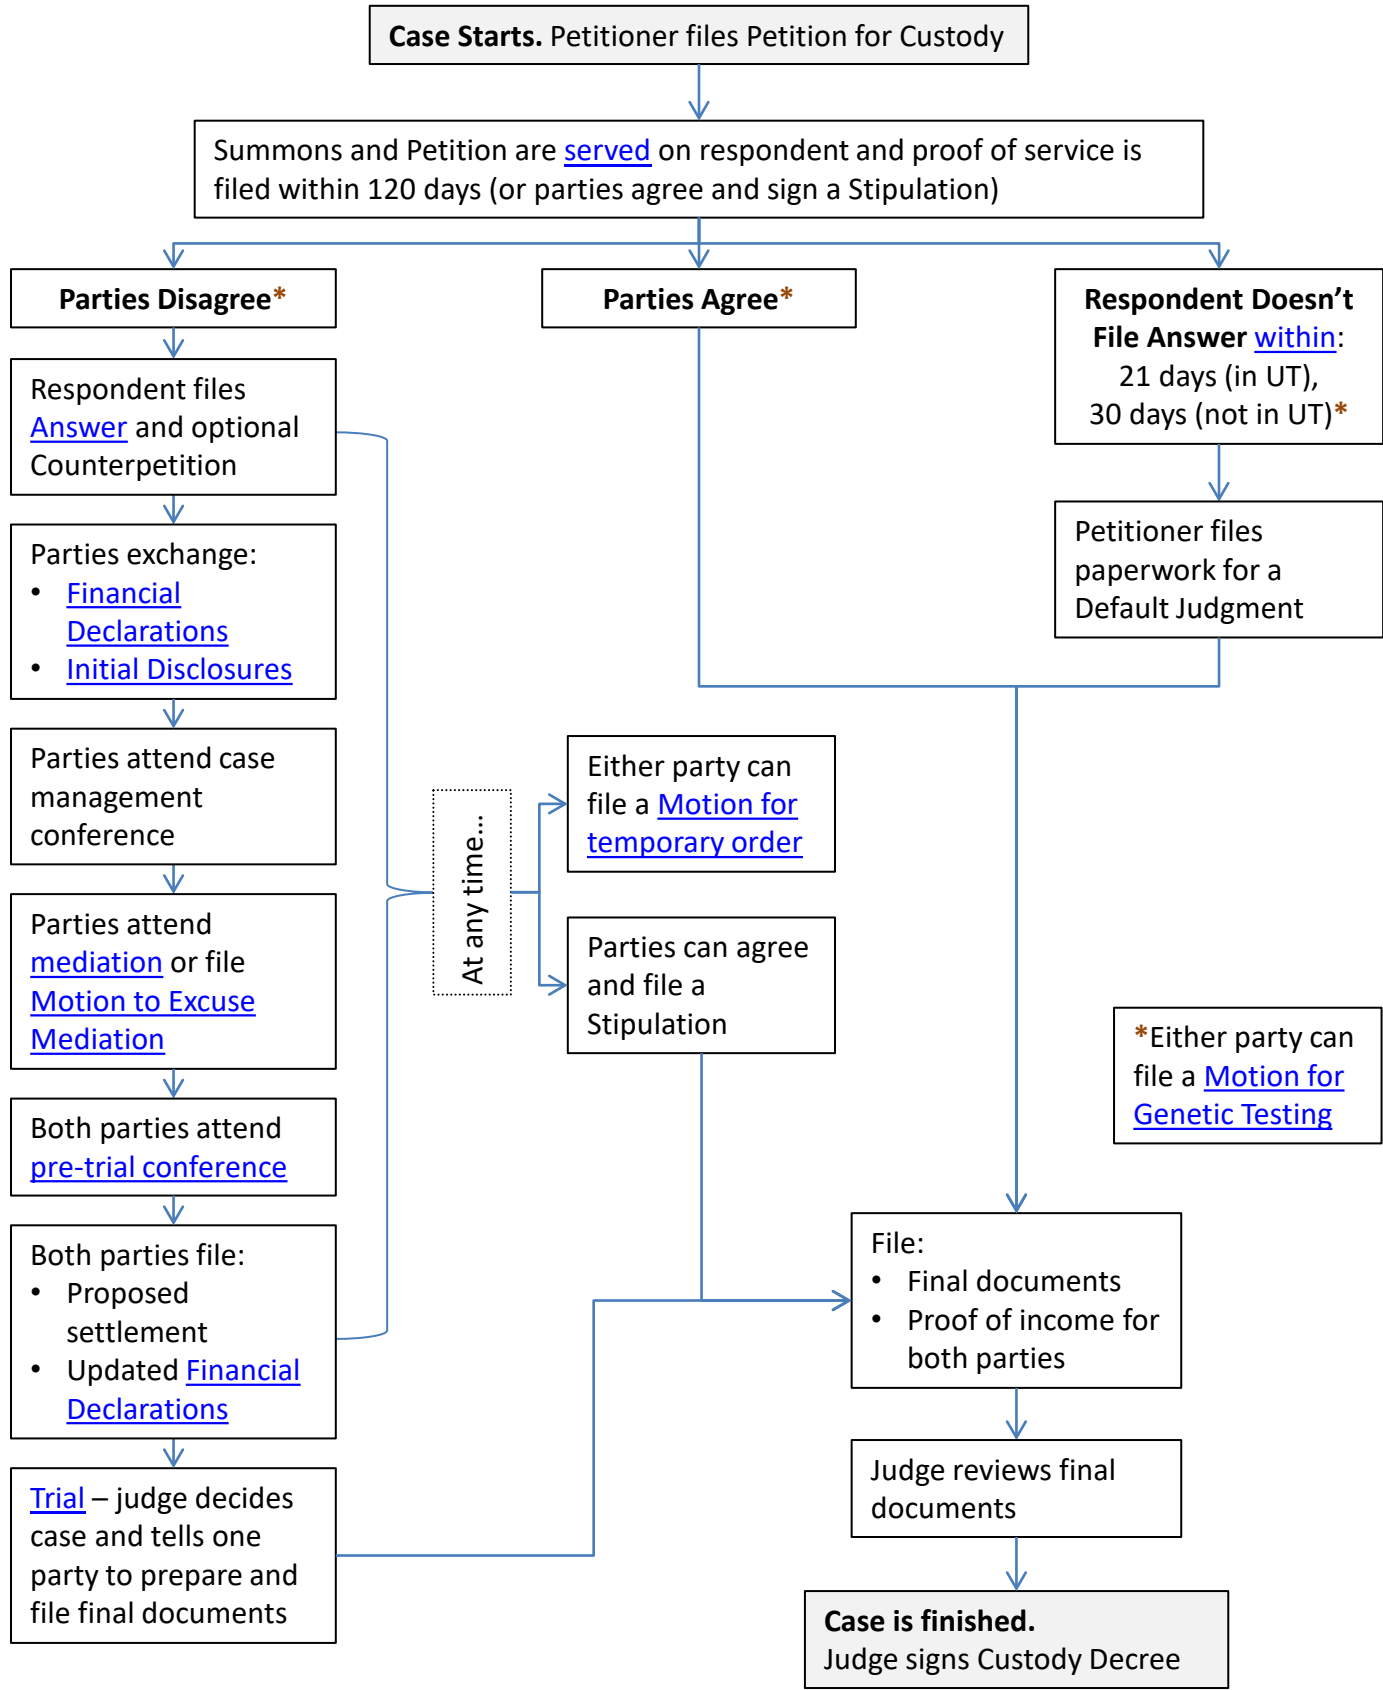 Case Starts. Petitioner files Petition for Custody
Summons and Petition are served on respondent and proof of service is
filed within 120 days (or parties agree and sign a Stipulation)
Parties Disagree*
Respondent files
Answer and optional
Counterpetition
Parties exchange:
• Financial
Declarations
• Initial Disclosures
Parties attend case
management
conference
Parties attend
mediation or file
Motion to Excuse
Mediation
Both parties attend
pre-trial conference
Both parties file:
• Proposed
settlement
• Updated Financial
Declarations
Trial – judge decides
case and tells one
party to prepare and
file final documents
At any time...
Either party can
file a Motion for
temporary order
Parties can agree
and file a
Stipulation
Parties Agree*
Respondent Doesn't
File Answer within:
21 days (in UT),
30 days (not in UT)*
Petitioner files
paperwork for a
Default Judgment
*Either party can
file a Motion for
Genetic Testing
File:
• Final documents
• Proof of income for
both parties
Judge reviews final
documents
Case is finished.
Judge signs Custody Decree